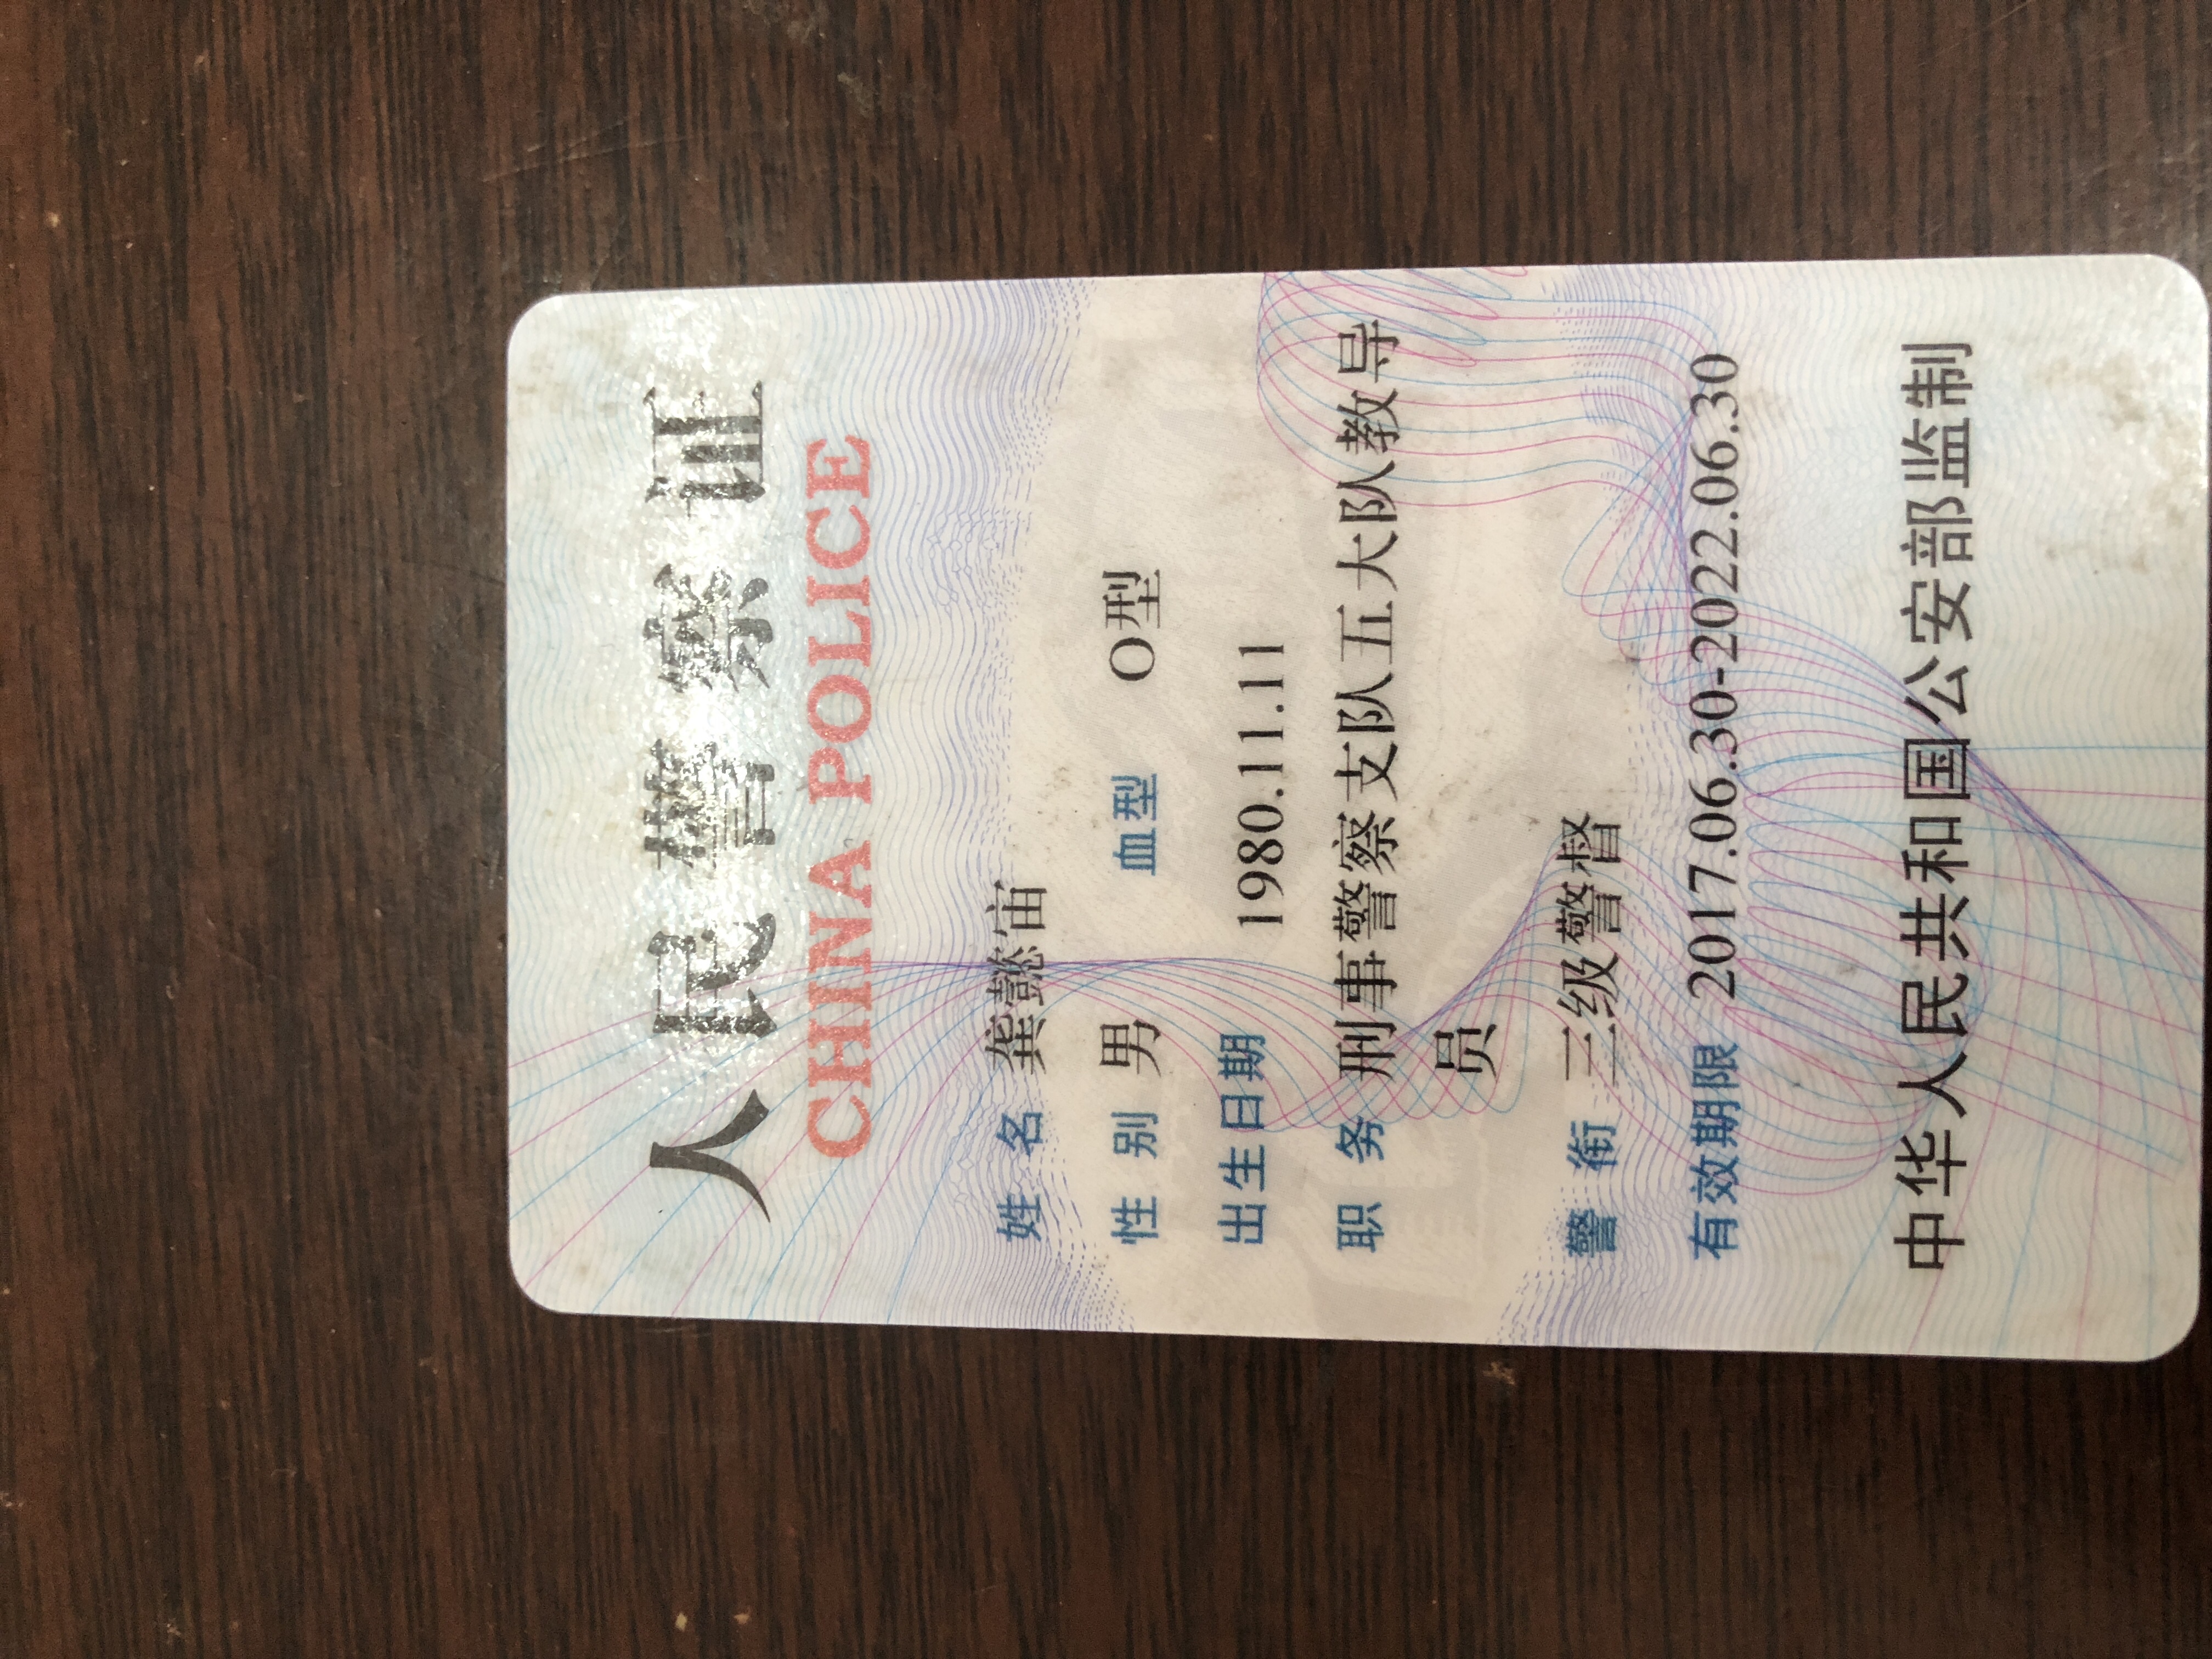 人民警察证
CHINA POLICE
姓 名 龚懿宙
性 别 男 血型 O型
出生日期 1980.11.11
职 务 刑事警察支队五大队教导
员
警 衔 三级警督
有效期限 2017.06.30-2022.06.30
中华人民共和国公安部监制